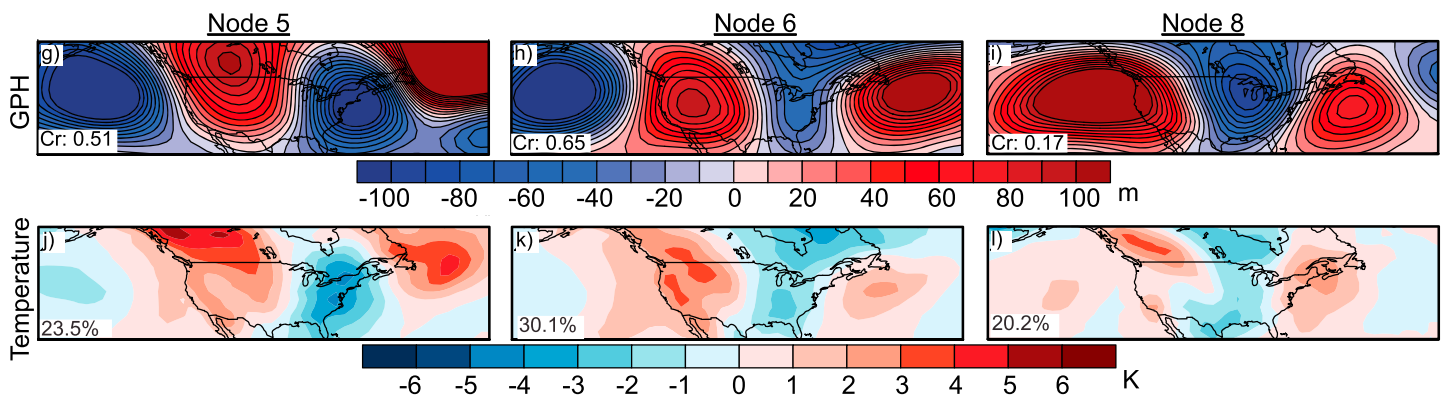 Node 5 Node 6 Node 8
GPH
g) h) i)
Cr: 0.51 Cr: 0.65 Cr: 0.17
-100 -80 -60 -40 -20 0 20 40 60 80 100 m
Temperature
j) k) l)
23.5% 30.1% 20.2%
-6 -5 -4 -3 -2 -1 0 1 2 3 4 5 6 K